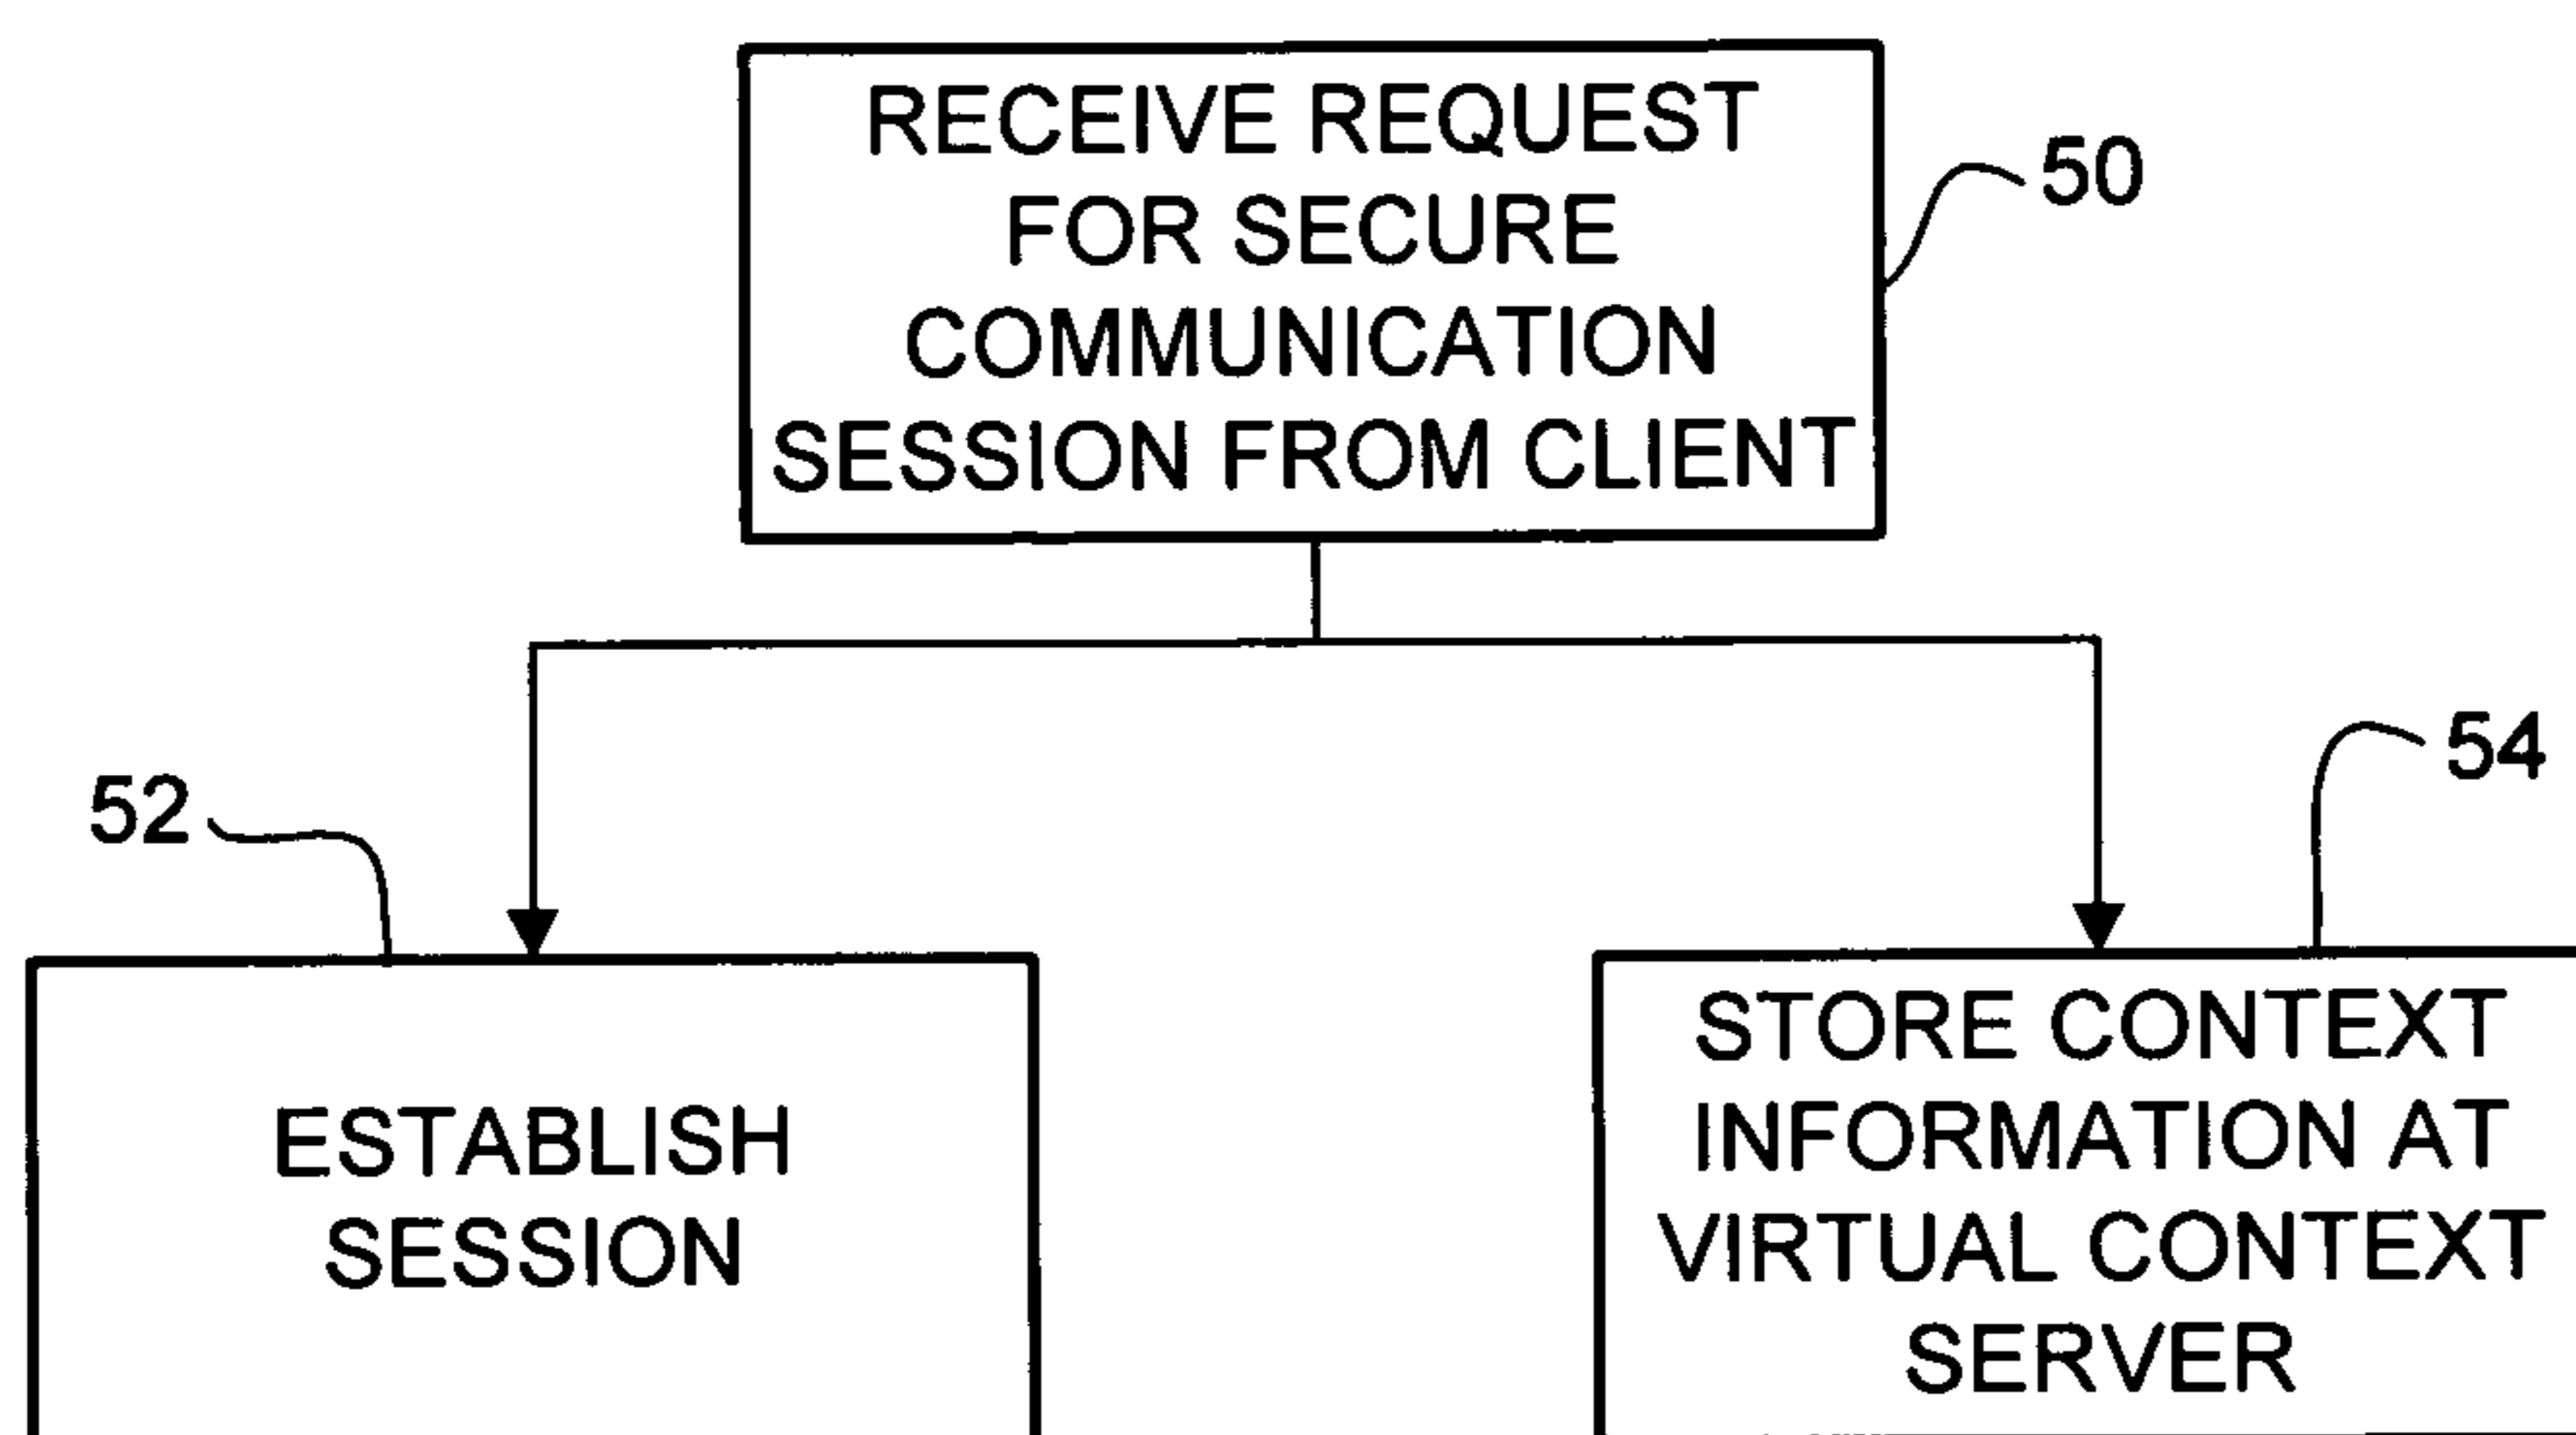 RECEIVE REQUEST
FOR SECURE
COMMUNICATION
SESSION FROM CLIENT
50
52
54
ESTABLISH
SESSION
STORE CONTEXT
INFORMATION AT
VIRTUAL CONTEXT
SERVER